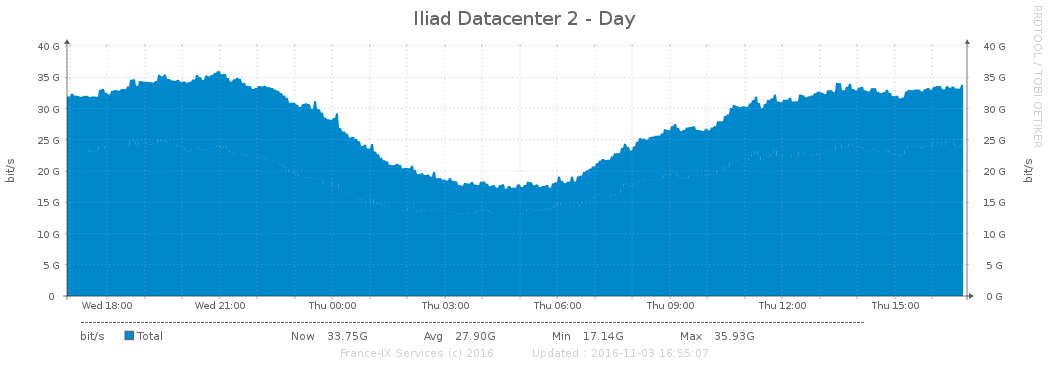 Iliad Datacenter 2 - Day
RRDTOOL / TOBI OETIKER
40 G 40 G
35 G 35 G
30 G 30 G
25 G 25 G
20 G 20 G
15 G 15 G
10 G 10 G
5 G 5 G
0 0 G
bit/s
bit/s
Wed 18:00 Wed 21:00 Thu 00:00 Thu 03:00 Thu 06:00 Thu 09:00 Thu 12:00 Thu 15:00
bit/s Total Now 33.75G Avg 27.90G Min 17.14G Max 35.93G
France-IX Services (c) 2016 Updated : 2016-11-03 16:55:07